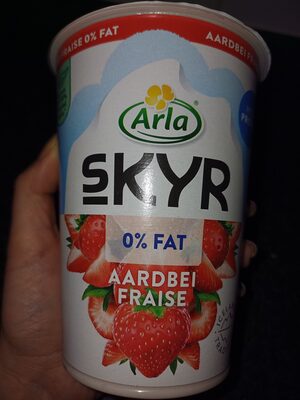 FRAISE 0% FAT
AARDBEI
Arla
SKYR
0% FAT
AARDBEI
FRAISE